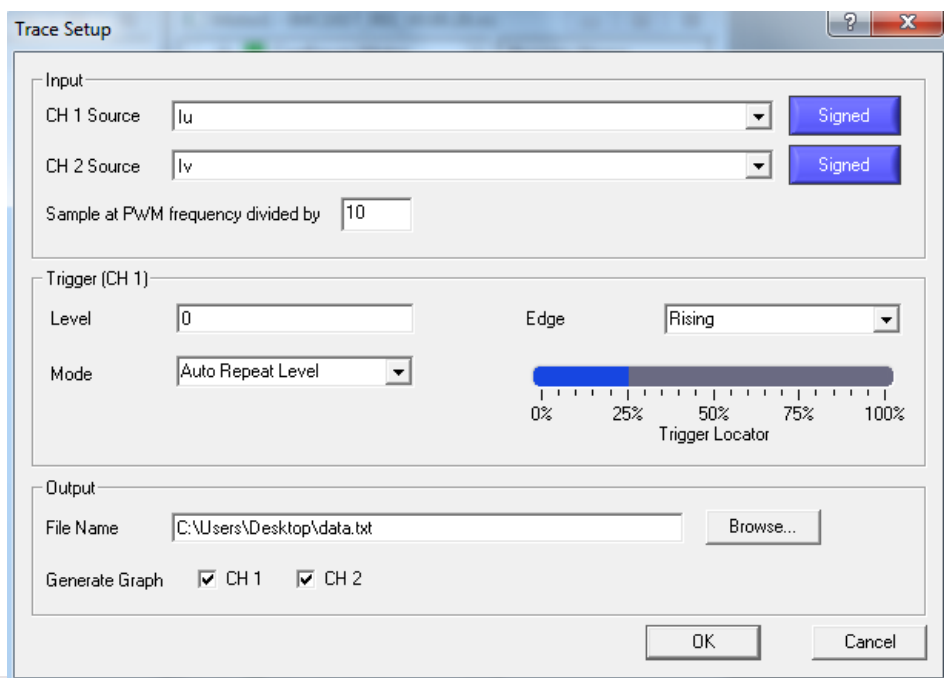 Trace Setup
Input
CH 1 Source Iu Signed
CH 2 Source Iv Signed
Sample at PWM frequency divided by 10
Trigger (CH 1)
Level 0 Edge Rising
Mode Auto Repeat Level
0% 25% 50% 75% 100%
Trigger Locator
Output
File Name C:\Users\Desktop\data.txt Browse...
Generate Graph CH 1 CH 2
OK Cancel